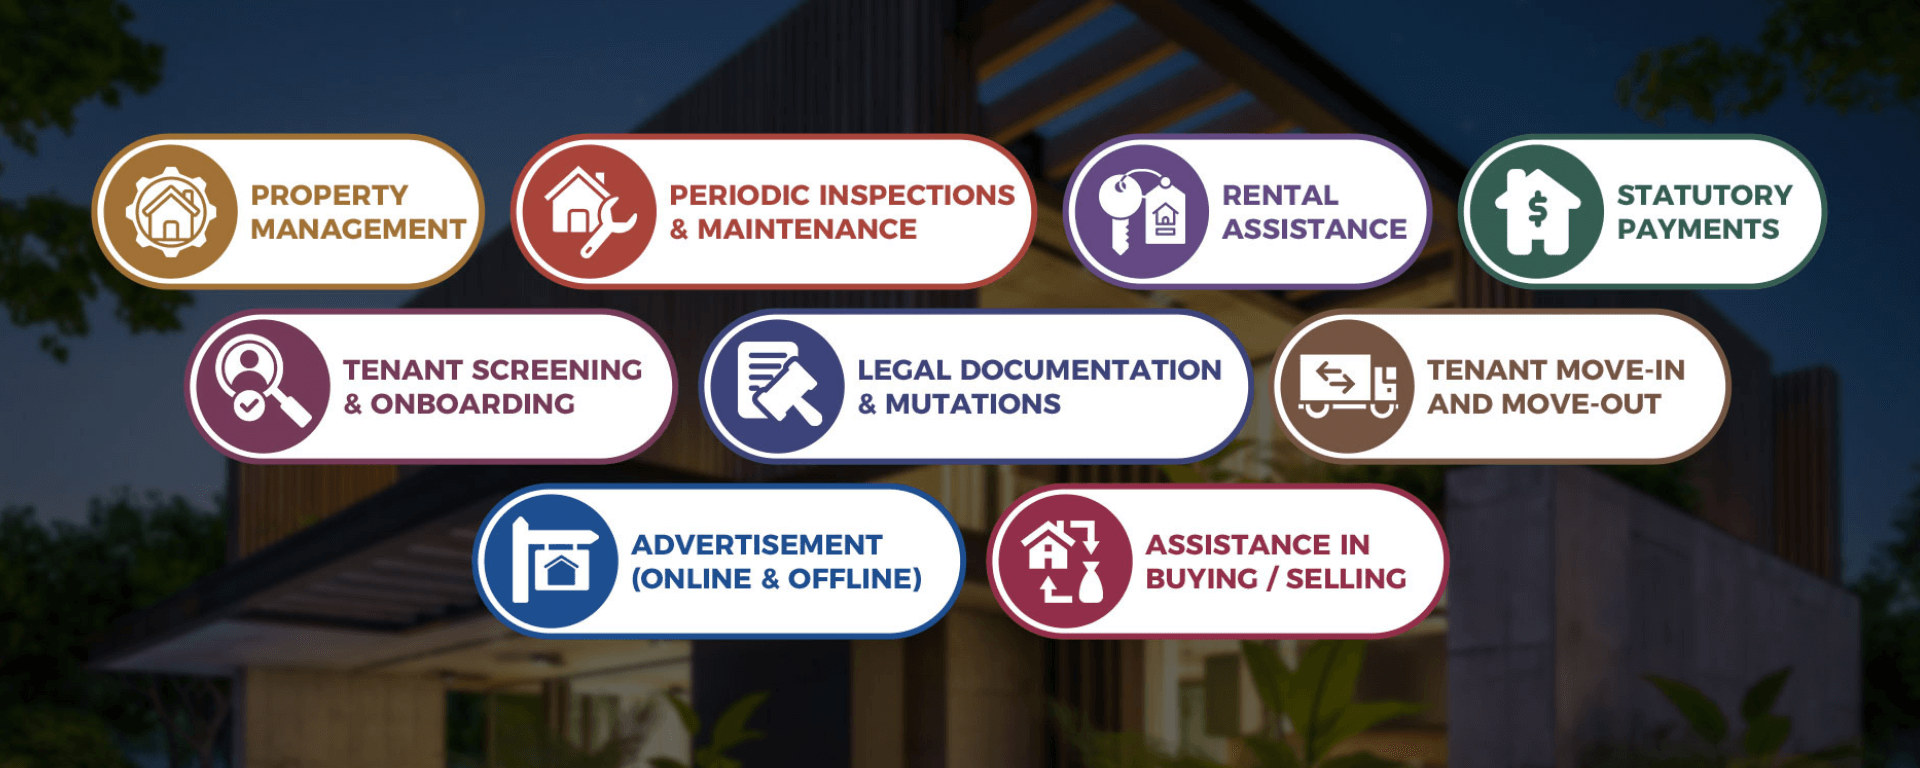 PROPERTY
MANAGEMENT
PERIODIC INSPECTIONS
& MAINTENANCE
RENTAL
ASSISTANCE
$
STATUTORY
PAYMENTS
TENANT SCREENING
& ONBOARDING
LEGAL DOCUMENTATION
& MUTATIONS
TENANT MOVE-IN
AND MOVE-OUT
ADVERTISEMENT
(ONLINE & OFFLINE)
ASSISTANCE IN
BUYING / SELLING